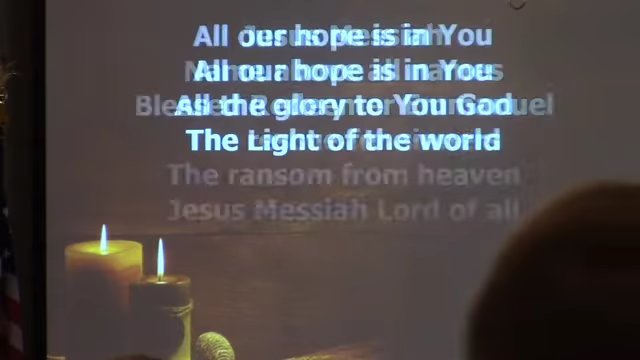 All our hope is in You
All our hope is in You
All the glory to You God
The Light of the world
The ransom from heaven
Jesus Messiah Lord of all